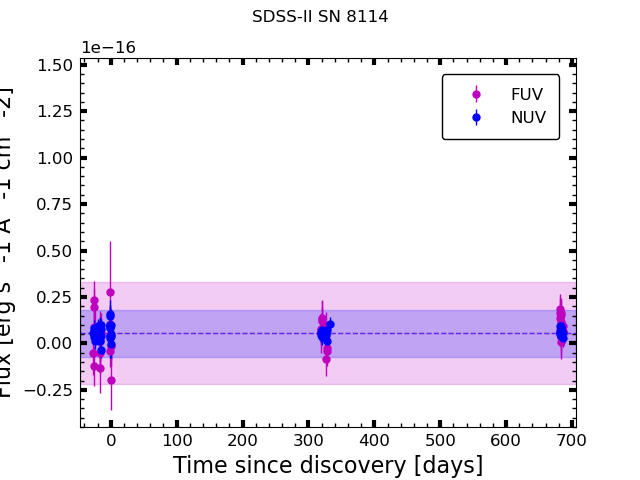 SDSS-II SN 8114
1e−16
1.50
1.25
1.00
0.75
0.50
0.25
0.00
−0.25
Flux [erg s -1 A -1 cm -2]
FUV
NUV
0 100 200 300 400 500 600 700
Time since discovery [days]